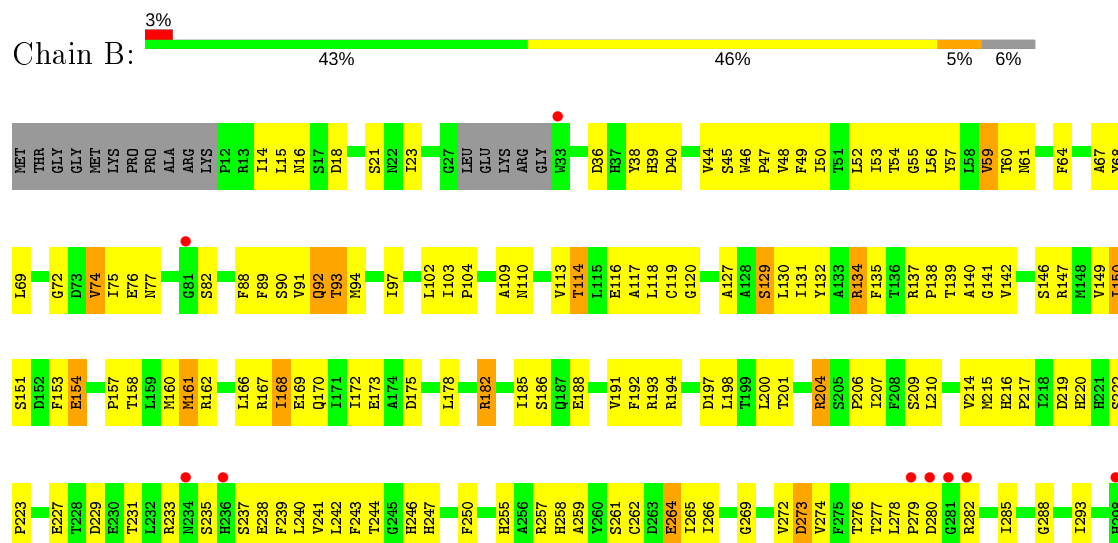 3%
Chain B:
43% 46% 5% 6%
MET THR GLY GLY MET LYS PRO PRO ALA ARG LYS P12 R13 I14 L15 N16 S17 D18 S21 N22 I23 G27 LEU GLU LYS ARG GLY W33 D36 H37 Y38 H39 D40 V44 S45 W46 P47 V48 F49 I50 T51 L52 I53 T54 G55 L56 Y57 L58 V59 T60 N61 F64 A67 Y68
L69 G72 D73 V74 I75 E76 N77 G81 S82 F88 F89 S90 V91 Q92 T93 M94 I97 L102 I103 P104 A109 N110 V113 T114 L115 E116 A117 L118 C119 G120 A127 A128 S129 L130 I131 Y132 A133 R134 F135 T136 R137 P138 T139 A140 G141 V142 S146 R147 M148 V149 I150
S151 D152 F153 E154 P157 T158 L159 M160 M161 R162 L166 R167 I168 E169 Q170 I171 I172 E173 A174 D175 L178 R182 I185 S186 Q187 E188 V191 F192 R193 R194 D197 L198 T199 L200 T201 R204 S205 P206 I207 F208 S209 L210 V214 M215 H216 P217 I218 D219 H220 H221 S222
P223 E227 T228 D229 E230 T231 L232 R233 N234 S235 H236 S237 E238 F239 L240 V241 L242 F243 T244 G245 H246 H247 F250 H255 A256 R257 H258 A259 Y260 S261 C262 D263 E264 I265 I266 G269 V272 D273 V274 F275 T276 T277 L278 P279 D280 G281 R282 I285 G288 I293